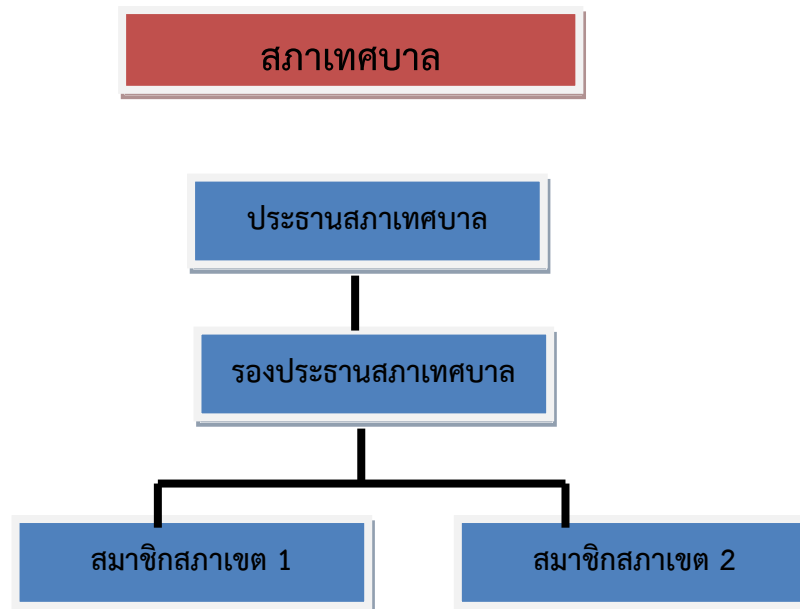 สภาเทศบาล
ประธานสภาเทศบาล
รองประธานสภาเทศบาล
สมาชิกสภาเขต 1
สมาชิกสภาเขต 2